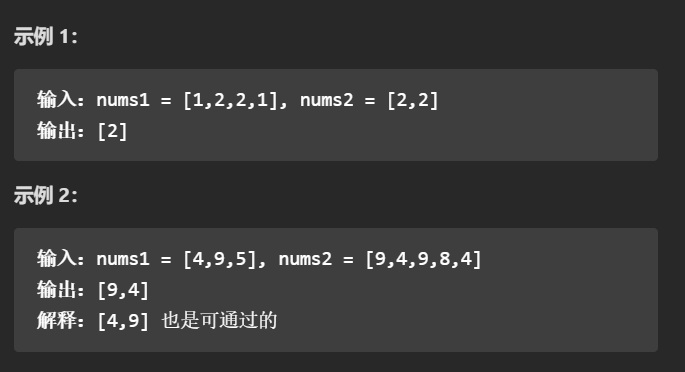 示例 1：
输入：nums1 = [1,2,2,1], nums2 = [2,2]
输出：[2]
示例 2：
输入：nums1 = [4,9,5], nums2 = [9,4,9,8,4]
输出：[9,4]
解释：[4,9] 也是可通过的